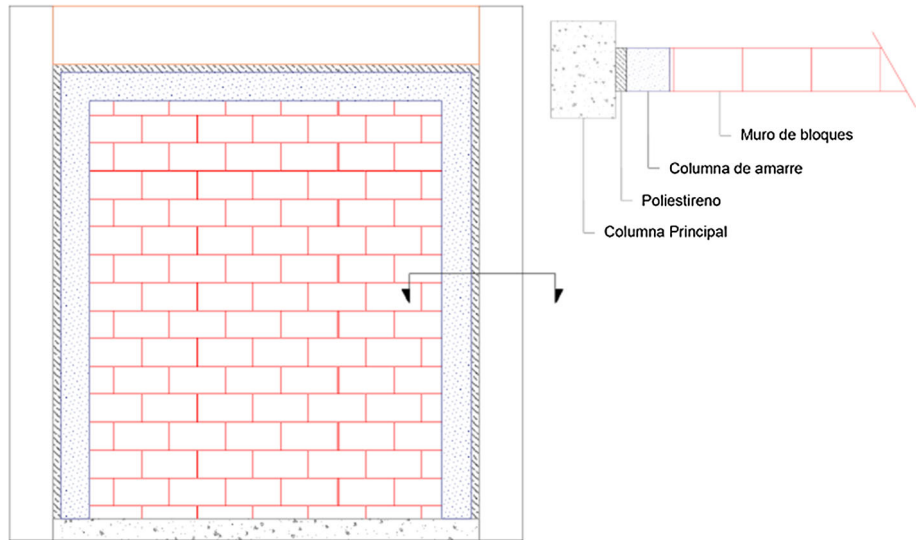 Muro de bloques
Columna de amarre
Poliestireno
Columna Principal